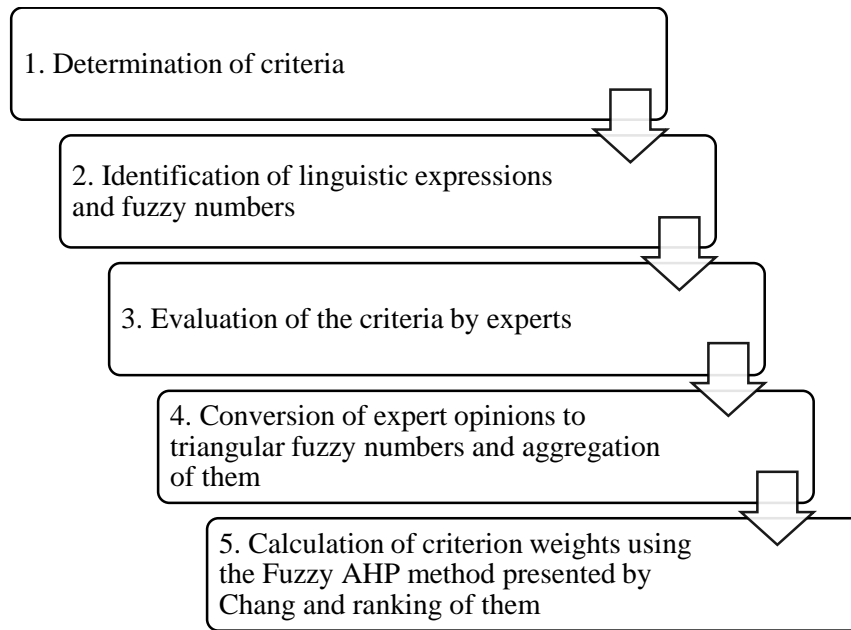 1. Determination of criteria
2. Identification of linguistic expressions
and fuzzy numbers
3. Evaluation of the criteria by experts
4. Conversion of expert opinions to
triangular fuzzy numbers and aggregation
of them
5. Calculation of criterion weights using
the Fuzzy AHP method presented by
Chang and ranking of them